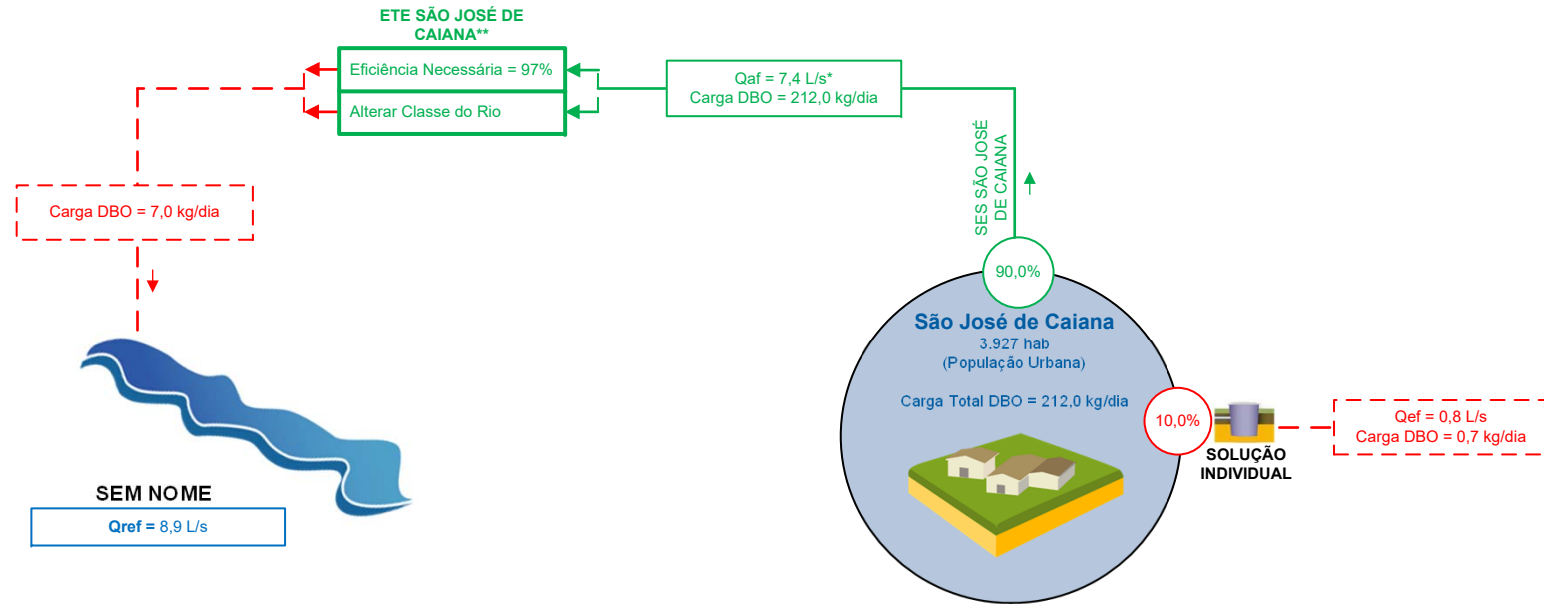 ETE SÃO JOSÉ DE
CAIANA**
Eficiência Necessária = 97%
Alterar Classe do Rio
Qaf = 7,4 L/s*
Carga DBO = 212,0 kg/dia
SES SÃO JOSÉ
DE CAIANA
Carga DBO = 7,0 kg/dia
90,0%
São José de Caiana
3.927 hab
(População Urbana)
Carga Total DBO = 212,0 kg/dia
10,0%
SOLUÇÃO
INDIVIDUAL
Qef = 0,8 L/s
Carga DBO = 0,7 kg/dia
SEM NOME
Qref = 8,9 L/s